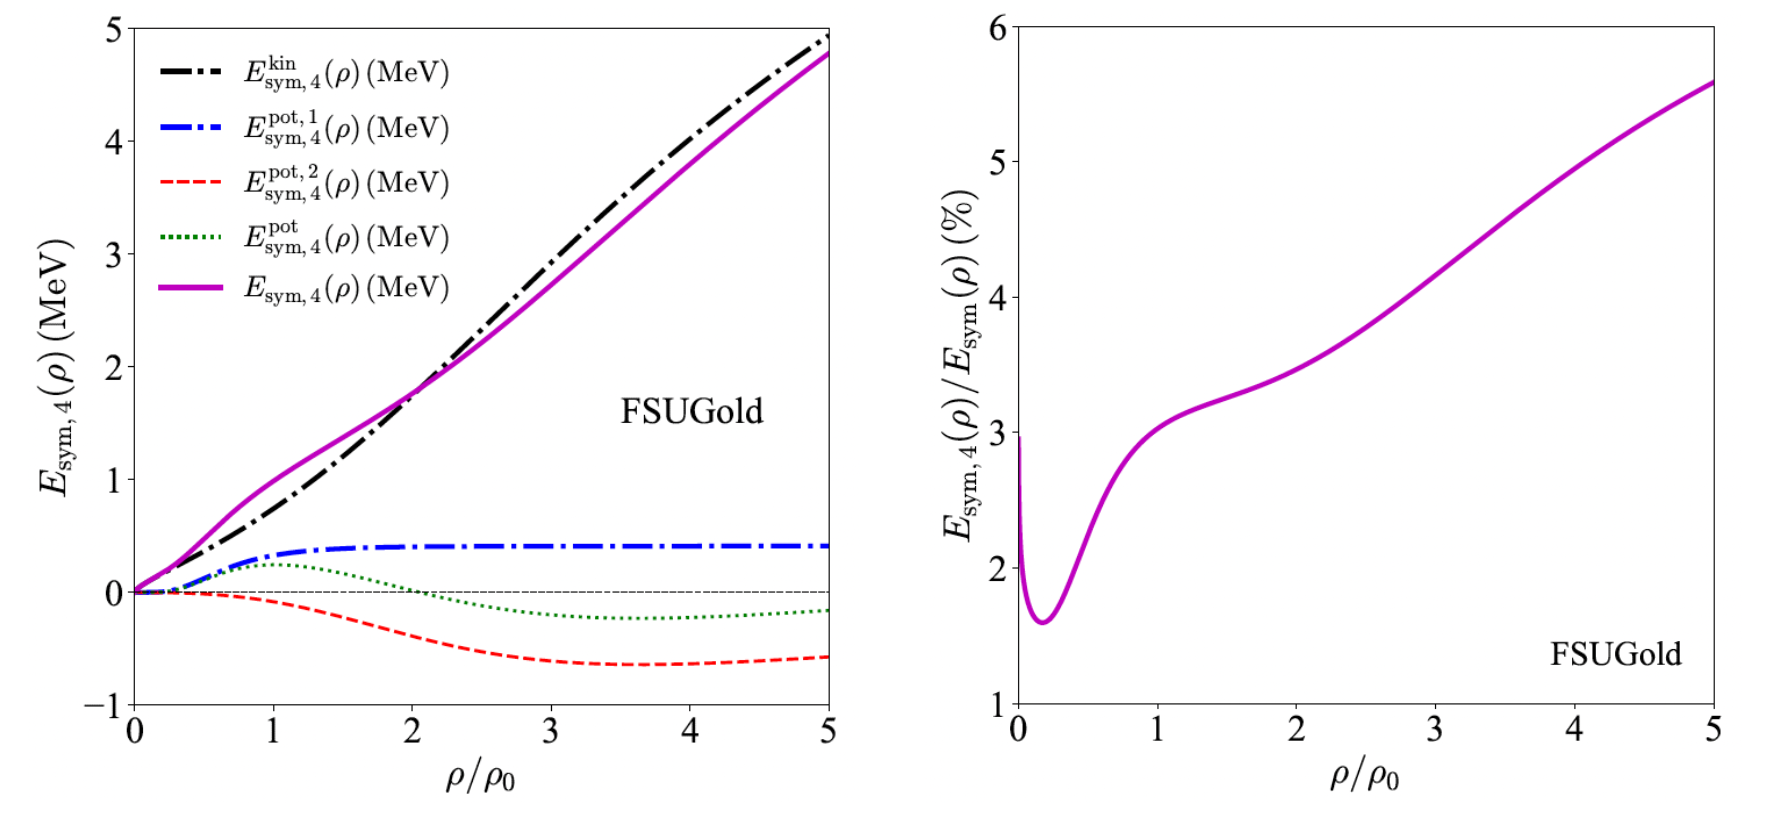 5
4
3
2
1
0
−1
0 1 2 3 4 5
E_sym,4(ρ) (MeV)
ρ/ρ₀
E^kin_sym,4(ρ) (MeV)
E^pot,1_sym,4(ρ) (MeV)
E^pot,2_sym,4(ρ) (MeV)
E^pot_sym,4(ρ) (MeV)
E_sym,4(ρ) (MeV)
FSUGold
6
5
4
3
2
1
0 1 2 3 4 5
E_sym,4(ρ)/E_sym(ρ) (%)
ρ/ρ₀
FSUGold